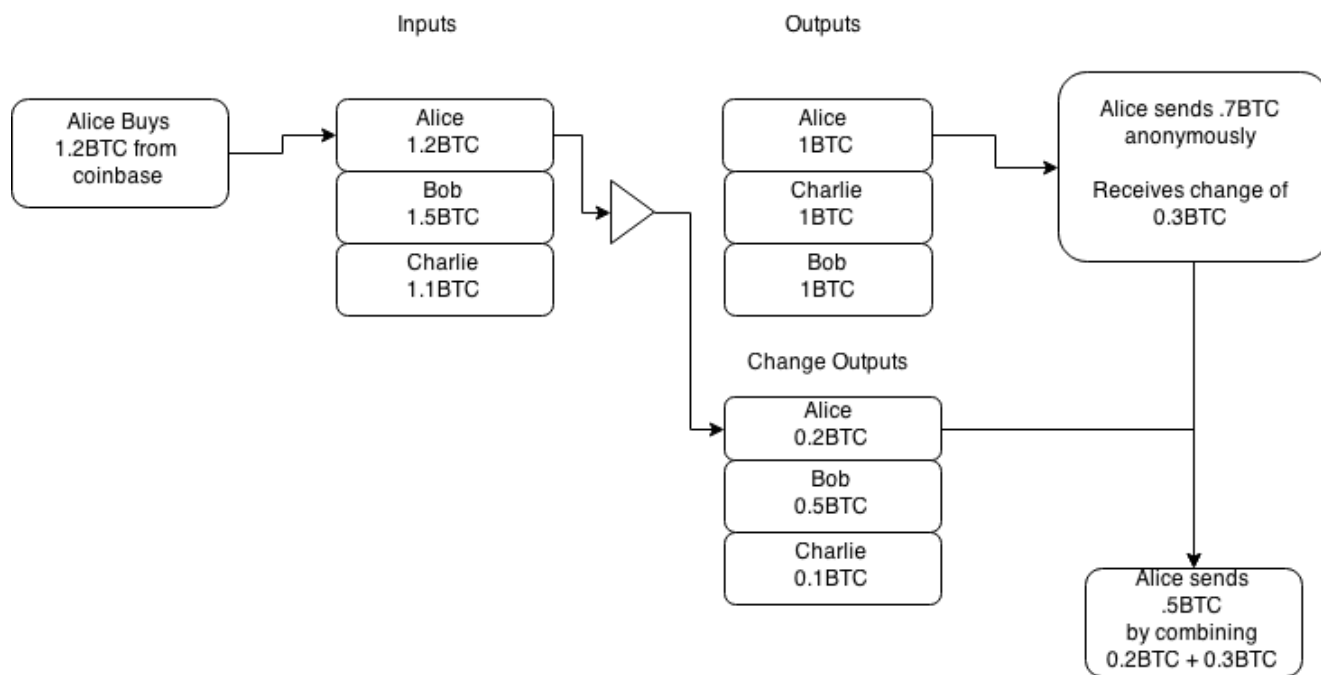 Inputs
Outputs
Alice Buys
1.2BTC from
coinbase
Alice
1.2BTC
Bob
1.5BTC
Charlie
1.1BTC
Alice
1BTC
Charlie
1BTC
Bob
1BTC
Alice sends .7BTC
anonymously
Receives change of
0.3BTC
Change Outputs
Alice
0.2BTC
Bob
0.5BTC
Charlie
0.1BTC
Alice sends
.5BTC
by combining
0.2BTC + 0.3BTC